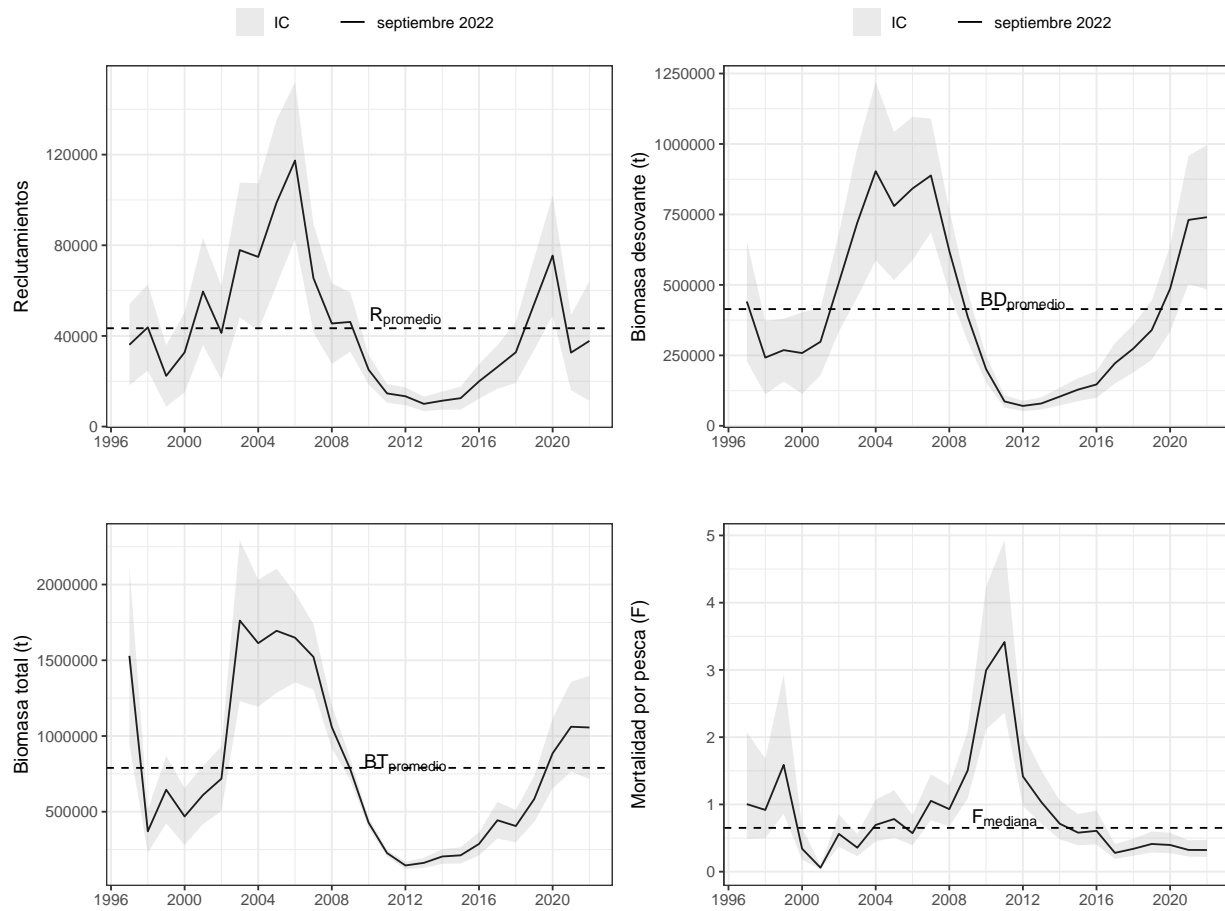 IC septiembre 2022
IC septiembre 2022
Reclutamientos
120000
80000
40000
0
R promedio
1996 2000 2004 2008 2012 2016 2020
Biomasa desovante (t)
1250000
1000000
750000
500000
250000
0
BD promedio
1996 2000 2004 2008 2012 2016 2020
Biomasa total (t)
2000000
1500000
1000000
500000
BT promedio
1996 2000 2004 2008 2012 2016 2020
Mortalidad por pesca (F)
5
4
3
2
1
0
F mediana
1996 2000 2004 2008 2012 2016 2020